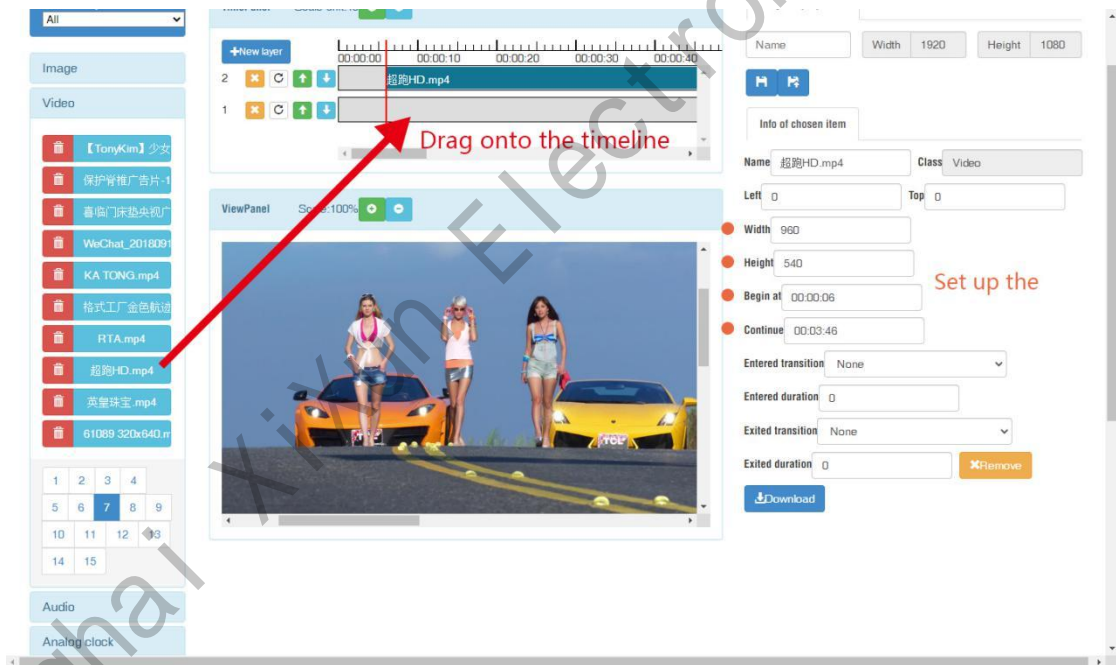 All
Scale
Name
Width 1920
Height 1080
New layer
00:00:00 00:00:10 00:00:20 00:00:30 00:00:40
Image
2
超跑HD.mp4
Video
1
Info of chosen item
Drag onto the timeline
【TonyKim】少女
Name 超跑HD.mp4
Class Video
保护脊椎广告片-1
Left 0
Top 0
喜临门床垫央视广
ViewPanel
Scale:100%
Width 960
WeChat_2018091
Height 540
KA TONG.mp4
Set up the
Begin at 00:00:06
格式工厂金色航迹
Continue 00:03:46
RTA.mp4
Entered transition None
超跑HD.mp4
Entered duration 0
英皇珠宝.mp4
Exited transition None
61089 320x640.m
Exited duration 0
Remove
1 2 3 4
Download
5 6 7 8 9
10 11 12 13
14 15
Audio
Analog clock
TCL
hai XiXun Electron